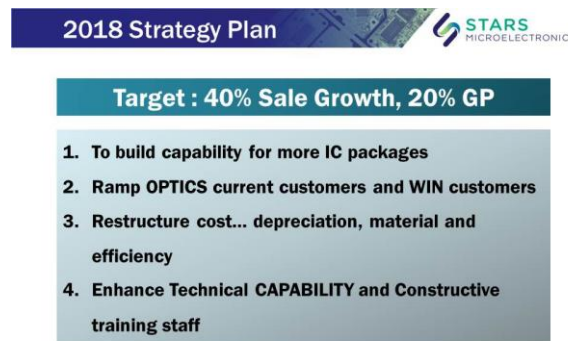 2018 Strategy Plan
STARS
MICROELECTRONIC
Target : 40% Sale Growth, 20% GP
1. To build capability for more IC packages
2. Ramp OPTICS current customers and WIN customers
3. Restructure cost... depreciation, material and
efficiency
4. Enhance Technical CAPABILITY and Constructive
training staff